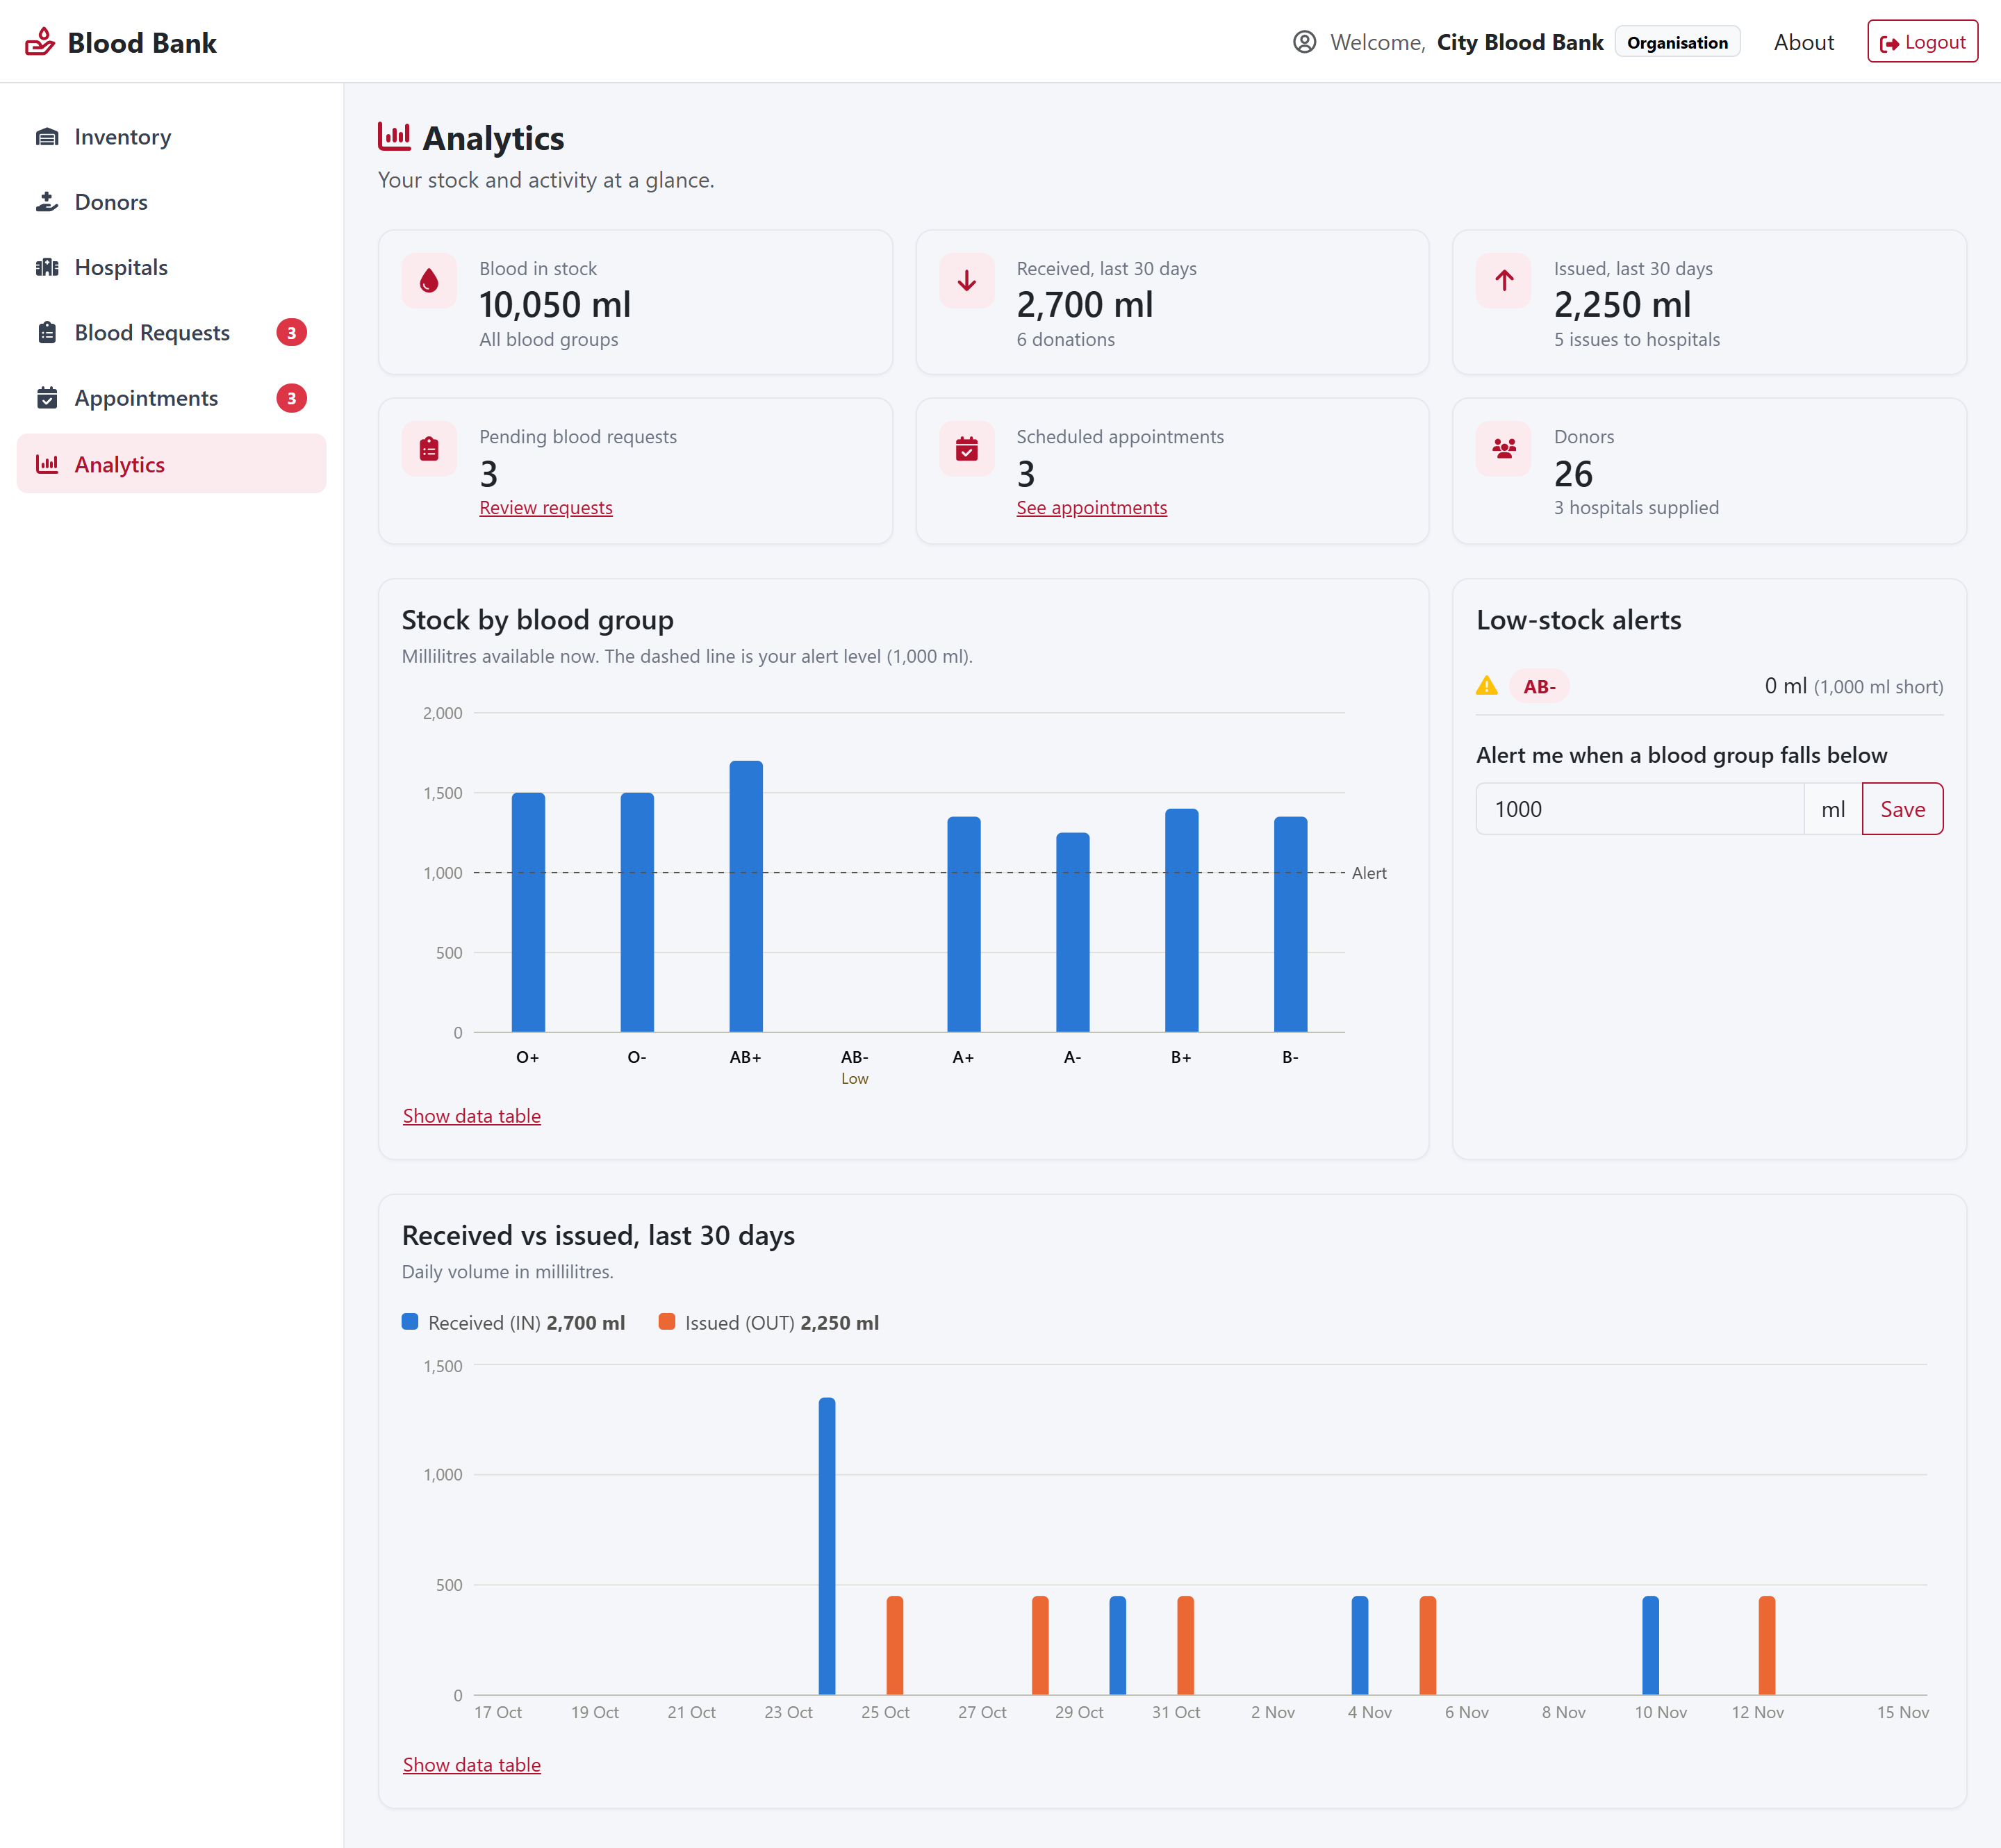 Blood Bank
Welcome, City Blood Bank Organisation About Logout
Inventory
Donors
Hospitals
Blood Requests 3
Appointments 3
Analytics
Analytics
Your stock and activity at a glance.
Blood in stock
10,050 ml
All blood groups
Received, last 30 days
2,700 ml
6 donations
Issued, last 30 days
2,250 ml
5 issues to hospitals
Pending blood requests
3
Review requests
Scheduled appointments
3
See appointments
Donors
26
3 hospitals supplied
Stock by blood group
Millilitres available now. The dashed line is your alert level (1,000 ml).
2,000
1,500
1,000 Alert
500
0
O+ O- AB+ AB- A+ A- B+ B-
Low
Show data table
Low-stock alerts
AB- 0 ml (1,000 ml short)
Alert me when a blood group falls below
1000 ml Save
Received vs issued, last 30 days
Daily volume in millilitres.
Received (IN) 2,700 ml Issued (OUT) 2,250 ml
1,500
1,000
500
0
17 Oct 19 Oct 21 Oct 23 Oct 25 Oct 27 Oct 29 Oct 31 Oct 2 Nov 4 Nov 6 Nov 8 Nov 10 Nov 12 Nov 15 Nov
Show data table